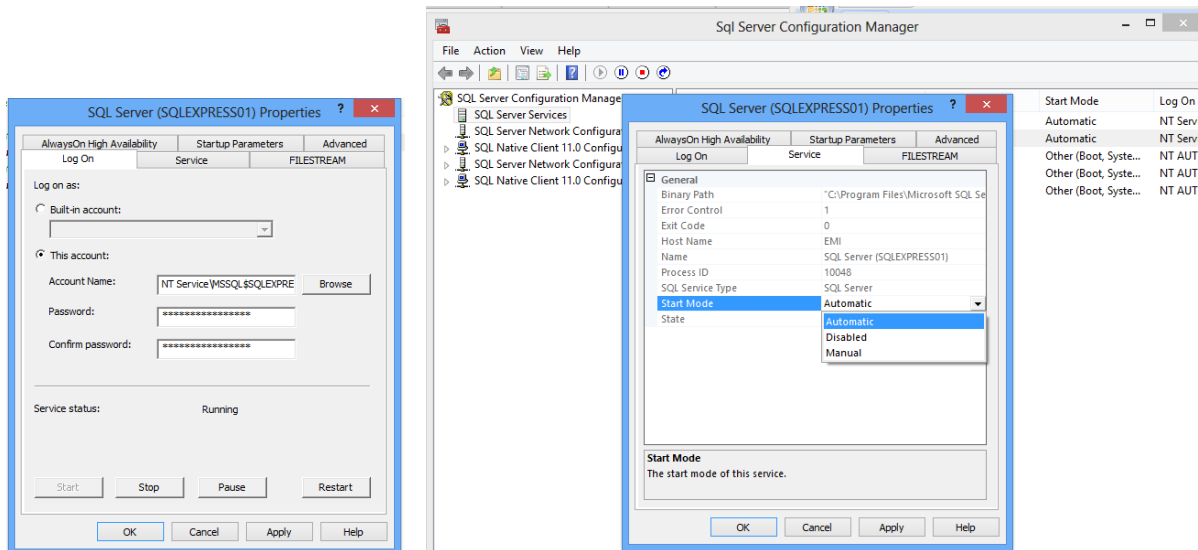 SQL Server (SQLEXPRESS01) Properties ?
AlwaysOn High Availability Startup Parameters Advanced
Log On Service FILESTREAM
Log on as:
Built-in account:
This account:
Account Name: NT Service\MSSQL$SQLEXPRE Browse
Password: ****************
Confirm password: ****************
Service status: Running
Start Stop Pause Restart
OK Cancel Apply Help
Sql Server Configuration Manager
File Action View Help
SQL Server Configuration Manage
SQL Server Services
SQL Server Network Configura
SQL Native Client 11.0 Configu
SQL Server Network Configura
SQL Native Client 11.0 Configu
Start Mode Log On
Automatic NT Serv
Automatic NT Serv
Other (Boot, Syste... NT AUT
Other (Boot, Syste... NT AUT
Other (Boot, Syste... NT AUT
SQL Server (SQLEXPRESS01) Properties ?
AlwaysOn High Availability Startup Parameters Advanced
Log On Service FILESTREAM
General
Binary Path "C:\Program Files\Microsoft SQL Se
Error Control 1
Exit Code 0
Host Name EMI
Name SQL Server (SQLEXPRESS01)
Process ID 10048
SQL Service Type SQL Server
Start Mode Automatic
State
Automatic
Disabled
Manual
Start Mode
The start mode of this service.
OK Cancel Apply Help